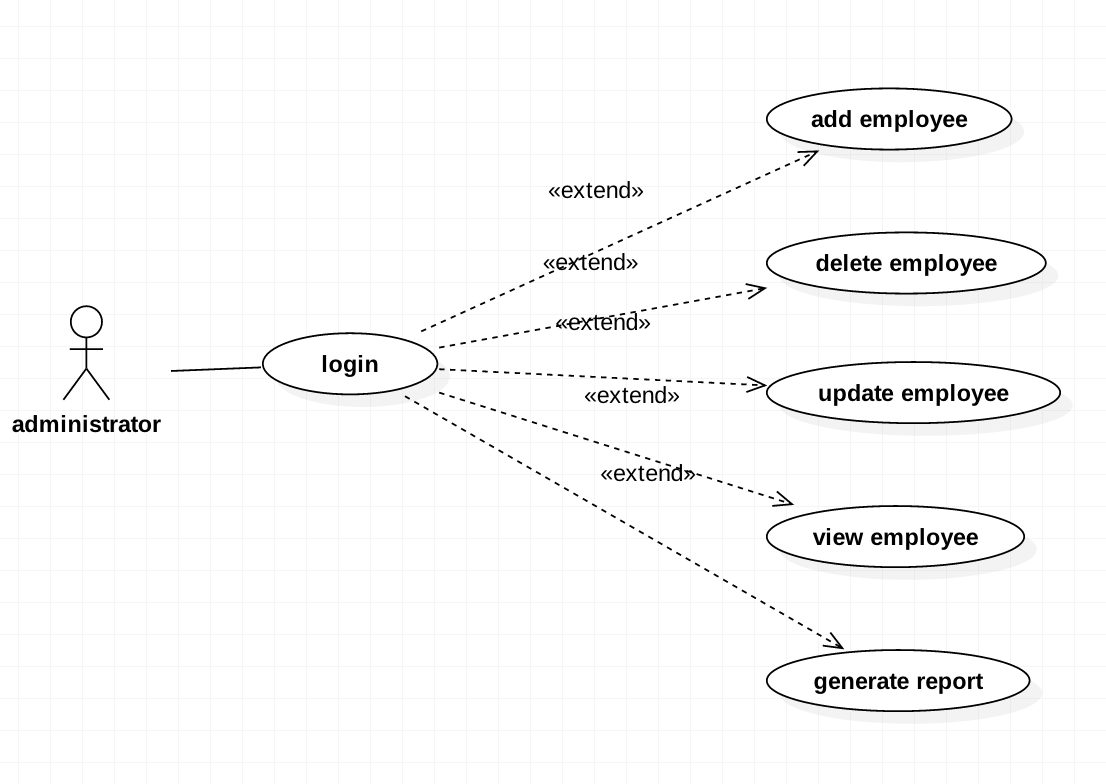 add employee
«extend»
«extend»
delete employee
«extend»
login
update employee
«extend»
administrator
«extend»
view employee
generate report